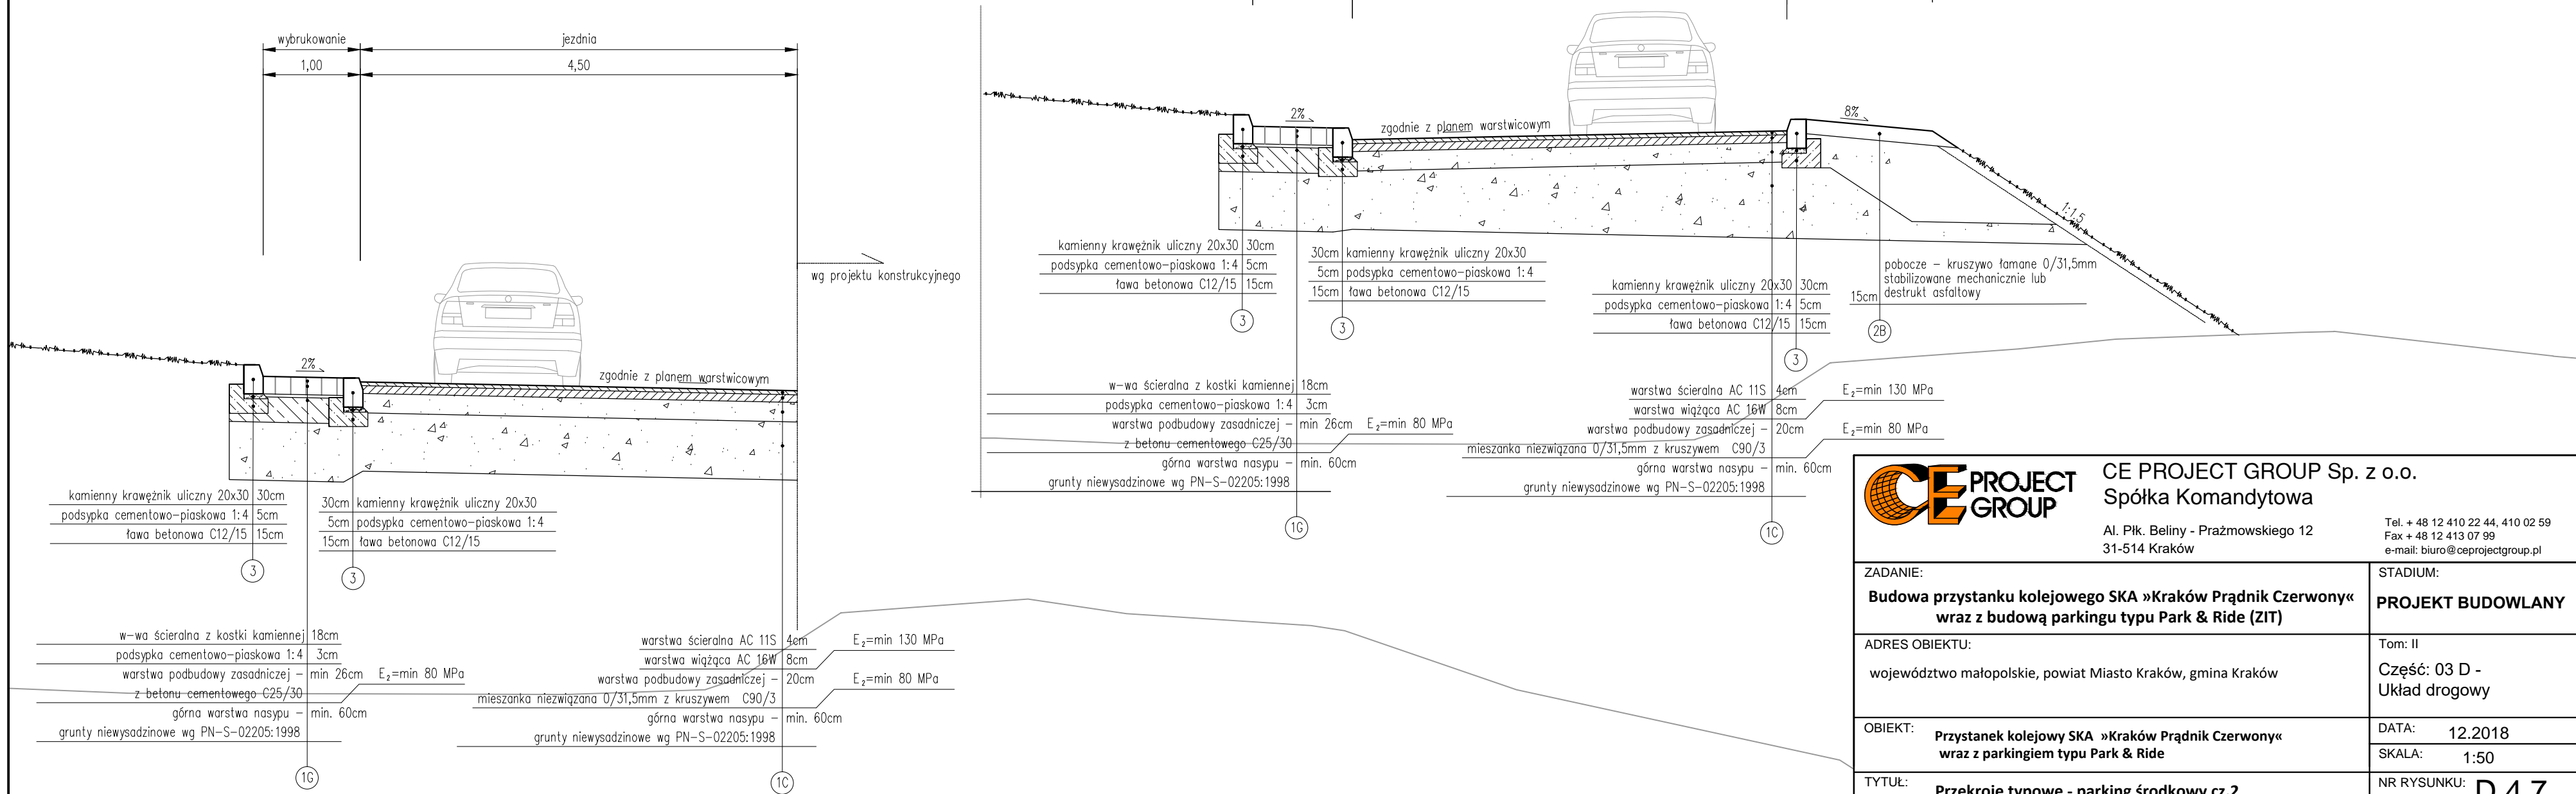 wybrukowanie
jezdnia
1,00
4,50
2%
zgodnie z planem warstwicowym
wg projektu konstrukcyjnego
kamienny krawężnik uliczny 20x30 30cm
podsypka cementowo-piaskowa 1:4 5cm
ława betonowa C12/15 15cm
3
30cm kamienny krawężnik uliczny 20x30
5cm podsypka cementowo-piaskowa 1:4
15cm ława betonowa C12/15
3
w-wa ścieralna z kostki kamiennej 18cm
podsypka cementowo-piaskowa 1:4 3cm
warstwa podbudowy zasadniczej - min 26cm E₂=min 80 MPa
z betonu cementowego C25/30
górna warstwa nasypu - min. 60cm
grunty niewysadzinowe wg PN-S-02205:1998
1G
warstwa ścieralna AC 11S 4cm E₂=min 130 MPa
warstwa wiążąca AC 16W 8cm
warstwa podbudowy zasadniczej - 20cm E₂=min 80 MPa
mieszanka niezwiązana 0/31,5mm z kruszywem C90/3
górna warstwa nasypu - min. 60cm
grunty niewysadzinowe wg PN-S-02205:1998
1C
2%
zgodnie z planem warstwicowym
8%
1:1,5
kamienny krawężnik uliczny 20x30 30cm
podsypka cementowo-piaskowa 1:4 5cm
ława betonowa C12/15 15cm
3
30cm kamienny krawężnik uliczny 20x30
5cm podsypka cementowo-piaskowa 1:4
15cm ława betonowa C12/15
3
kamienny krawężnik uliczny 20x30 30cm
podsypka cementowo-piaskowa 1:4 5cm
ława betonowa C12/15 15cm
3
pobocze - kruszywo łamane 0/31,5mm
stabilizowane mechanicznie lub
15cm destrukt asfaltowy
2B
w-wa ścieralna z kostki kamiennej 18cm
podsypka cementowo-piaskowa 1:4 3cm
warstwa podbudowy zasadniczej - min 26cm E₂=min 80 MPa
z betonu cementowego C25/30
górna warstwa nasypu - min. 60cm
grunty niewysadzinowe wg PN-S-02205:1998
1G
warstwa ścieralna AC 11S 4cm E₂=min 130 MPa
warstwa wiążąca AC 16W 8cm
warstwa podbudowy zasadniczej - 20cm E₂=min 80 MPa
mieszanka niezwiązana 0/31,5mm z kruszywem C90/3
górna warstwa nasypu - min. 60cm
grunty niewysadzinowe wg PN-S-02205:1998
1C
CE PROJECT
GROUP
CE PROJECT GROUP Sp. z o.o.
Spółka Komandytowa
Al. Płk. Beliny - Prażmowskiego 12
31-514 Kraków
Tel. + 48 12 410 22 44, 410 02 59
Fax + 48 12 413 07 99
e-mail: biuro@ceprojectgroup.pl
ZADANIE:
Budowa przystanku kolejowego SKA »Kraków Prądnik Czerwony«
wraz z budową parkingu typu Park & Ride (ZIT)
STADIUM:
PROJEKT BUDOWLANY
ADRES OBIEKTU:
województwo małopolskie, powiat Miasto Kraków, gmina Kraków
Tom: II
Część: 03 D -
Układ drogowy
OBIEKT:
Przystanek kolejowy SKA »Kraków Prądnik Czerwony«
wraz z parkingiem typu Park & Ride
DATA: 12.2018
SKALA: 1:50
TYTUŁ: Przekroje typowe - parking środkowy cz.2
NR RYSUNKU: D.4.7